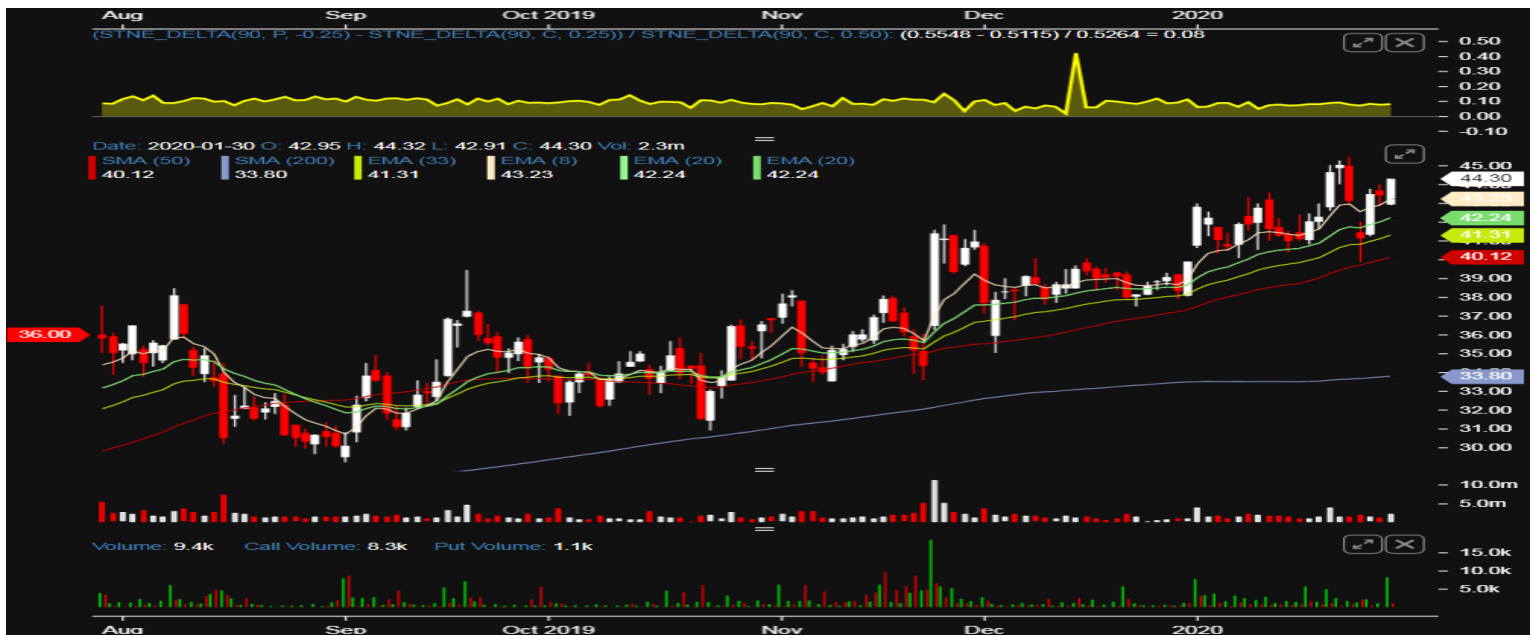 Aug Sep Oct 2019 Nov Dec 2020
(STNE_DELTA(90, P, -0.25) - STNE_DELTA(90, C, 0.25)) / STNE_DELTA(90, C, 0.50): (0.5548 - 0.5115) / 0.5264 = 0.08
0.50
0.40
0.30
0.20
0.10
0.00
-0.10
Date: 2020-01-30 O: 42.95 H: 44.32 L: 42.91 C: 44.30 Vol: 2.3m
SMA (50) SMA (200) EMA (33) EMA (8) EMA (20) EMA (20)
40.12 33.80 41.31 43.23 42.24 42.24
45.00
44.30
43.23
42.24
41.31
40.12
39.00
38.00
37.00
36.00 36.00
35.00
33.80
33.00
32.00
31.00
30.00
10.0m
5.0m
Volume: 9.4k Call Volume: 8.3k Put Volume: 1.1k
15.0k
10.0k
5.0k
Aug Sep Oct 2019 Nov Dec 2020